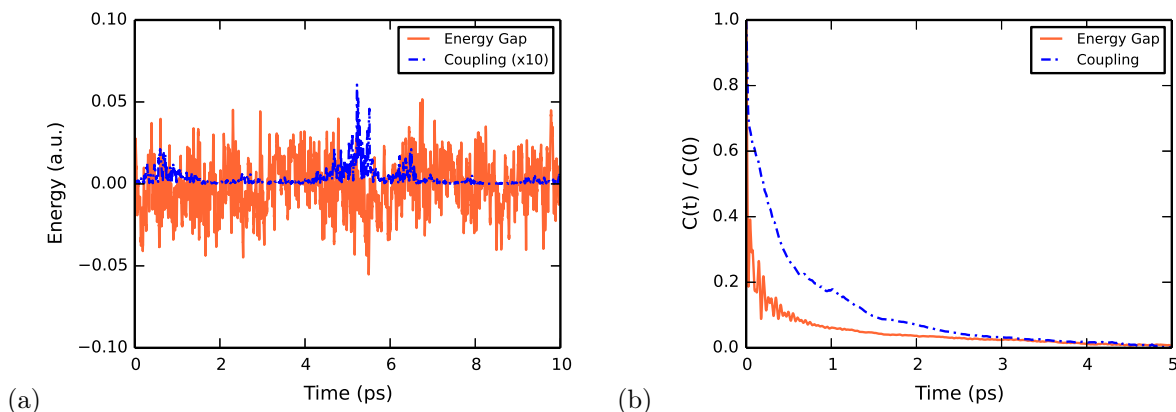 0.10
0.05
0.00
−0.05
−0.10
Energy (a.u.)
Energy Gap
Coupling (x10)
0 2 4 6 8 10
Time (ps)
(a)
1.0
0.8
0.6
0.4
0.2
0.0
C(t) / C(0)
Energy Gap
Coupling
0 1 2 3 4 5
Time (ps)
(b)